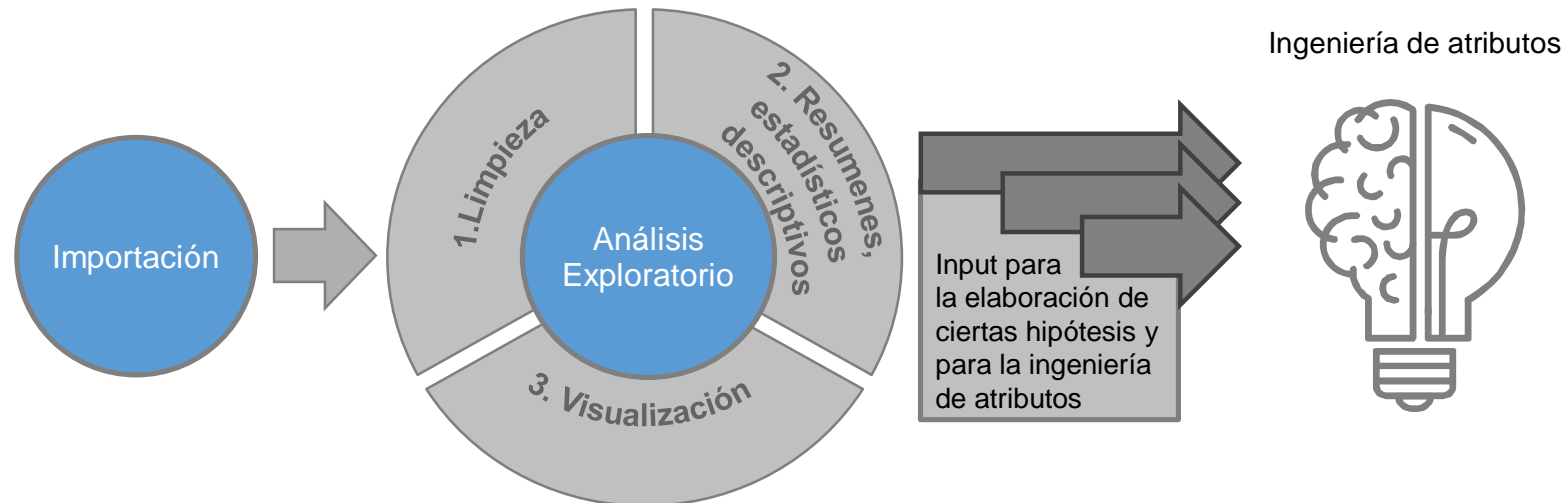 Importación
1.Limpieza
2. Resumenes,
estadísticos
descriptivos
Análisis
Exploratorio
3. Visualización
Input para
la elaboración de
ciertas hipótesis y
para la ingeniería
de atributos
Ingeniería de atributos